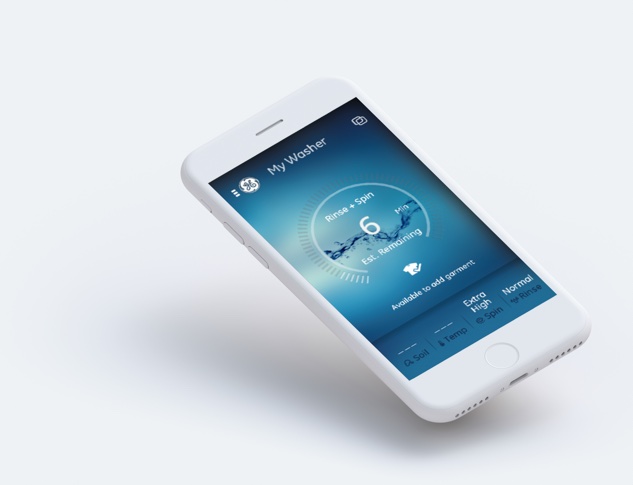 My Washer
Rinse + Spin
6 Min
Est. Remaining
Available to add garment
-- -- --
Soil
-- -- --
Temp
Extra
High
Spin
Normal
Rinse